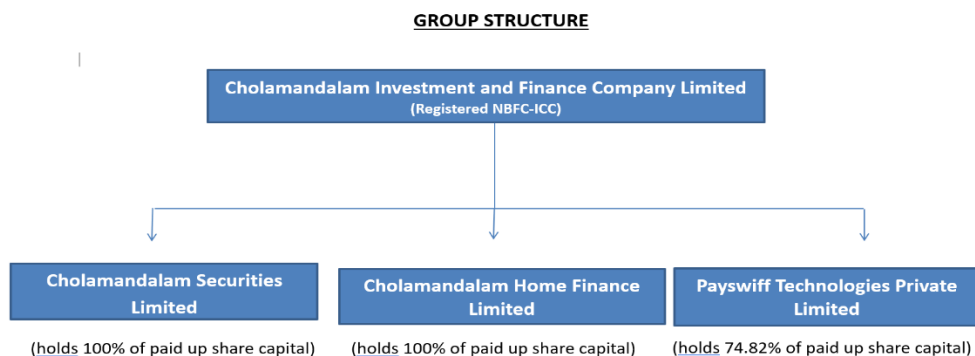 GROUP STRUCTURE
Cholamandalam Investment and Finance Company Limited
(Registered NBFC-ICC)
Cholamandalam Securities
Limited
Cholamandalam Home Finance
Limited
Payswiff Technologies Private
Limited
(holds 100% of paid up share capital)
(holds 100% of paid up share capital)
(holds 74.82% of paid up share capital)